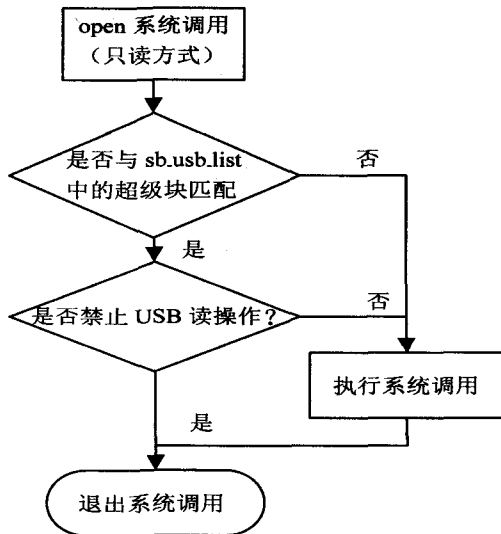 open 系统调用
（只读方式）
是否与 sb_usb_list
中的超级块匹配
否
是
是否禁止 USB 读操作？
否
执行系统调用
是
退出系统调用